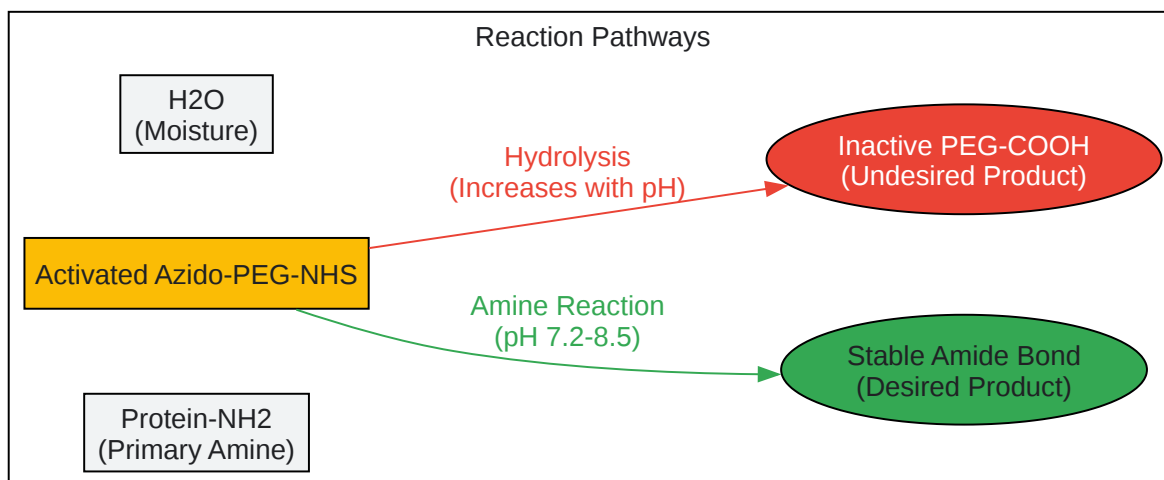 Reaction Pathways
H2O
(Moisture)
Hydrolysis
(Increases with pH)
Inactive PEG-COOH
(Undesired Product)
Activated Azido-PEG-NHS
Amine Reaction
(pH 7.2-8.5)
Stable Amide Bond
(Desired Product)
Protein-NH2
(Primary Amine)